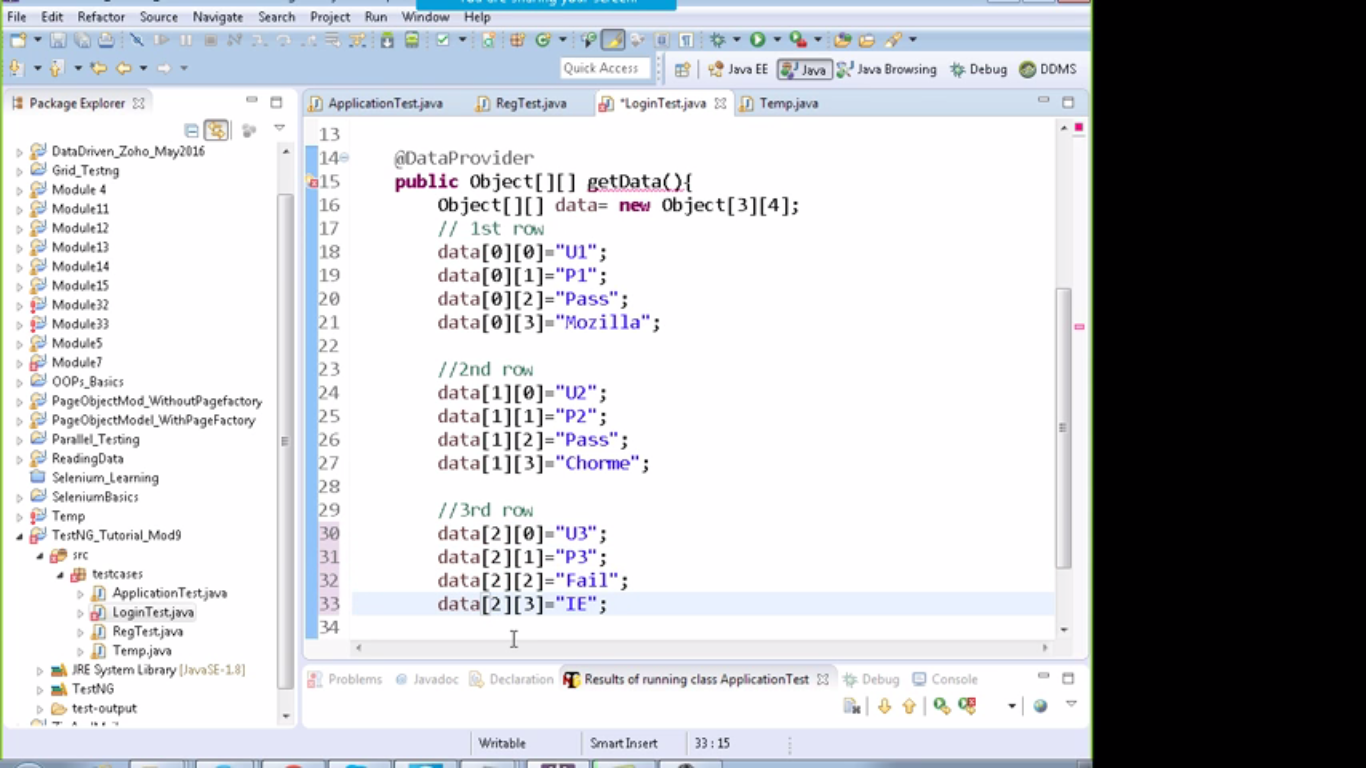 You are sharing your screen.
File Edit Refactor Source Navigate Search Project Run Window Help
Quick Access Java EE Java Java Browsing Debug DDMS
Package Explorer
ApplicationTest.java RegTest.java *LoginTest.java Temp.java
DataDriven_Zoho_May2016
Grid_Testng
Module 4
Module11
Module12
Module13
Module14
Module15
Module32
Module33
Module5
Module7
OOPs_Basics
PageObjectMod_WithoutPagefactory
PageObjectModel_WithPageFactory
Parallel_Testing
ReadingData
Selenium_Learning
SeleniumBasics
Temp
TestNG_Tutorial_Mod9
src
testcases
ApplicationTest.java
LoginTest.java
RegTest.java
Temp.java
JRE System Library [JavaSE-1.8]
TestNG
test-output
13
14 @DataProvider
15 public Object[][] getData(){
16 Object[][] data= new Object[3][4];
17 // 1st row
18 data[0][0]="U1";
19 data[0][1]="P1";
20 data[0][2]="Pass";
21 data[0][3]="Mozilla";
22
23 //2nd row
24 data[1][0]="U2";
25 data[1][1]="P2";
26 data[1][2]="Pass";
27 data[1][3]="Chorme";
28
29 //3rd row
30 data[2][0]="U3";
31 data[2][1]="P3";
32 data[2][2]="Fail";
33 data[2][3]="IE";
34
Problems Javadoc Declaration Results of running class ApplicationTest Debug Console
Writable Smart Insert 33 : 15